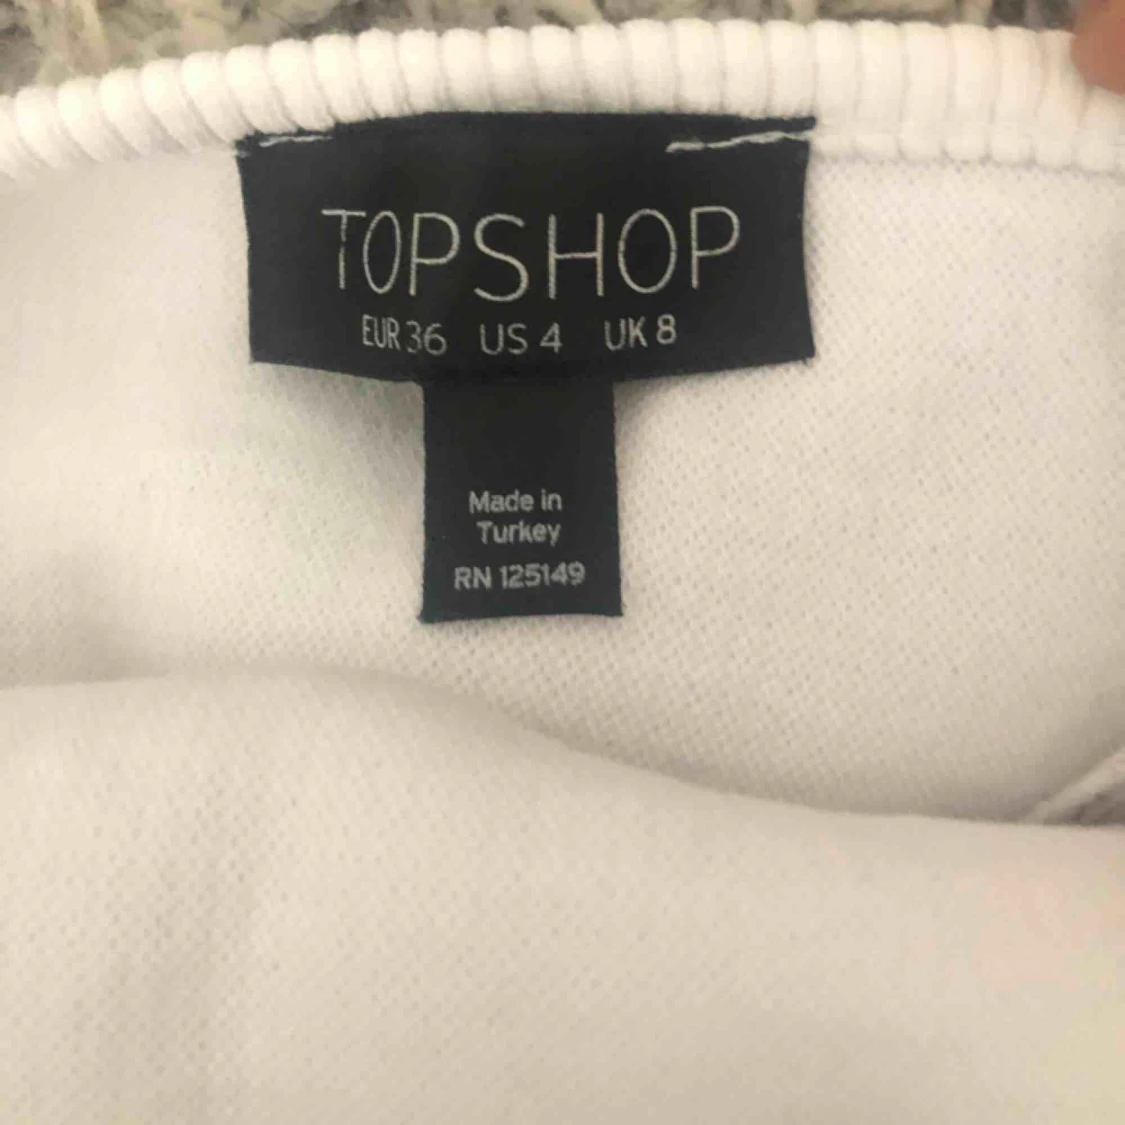 TOPSHOP
EUR 36 US 4 UK 8
Made in
Turkey
RN 125149